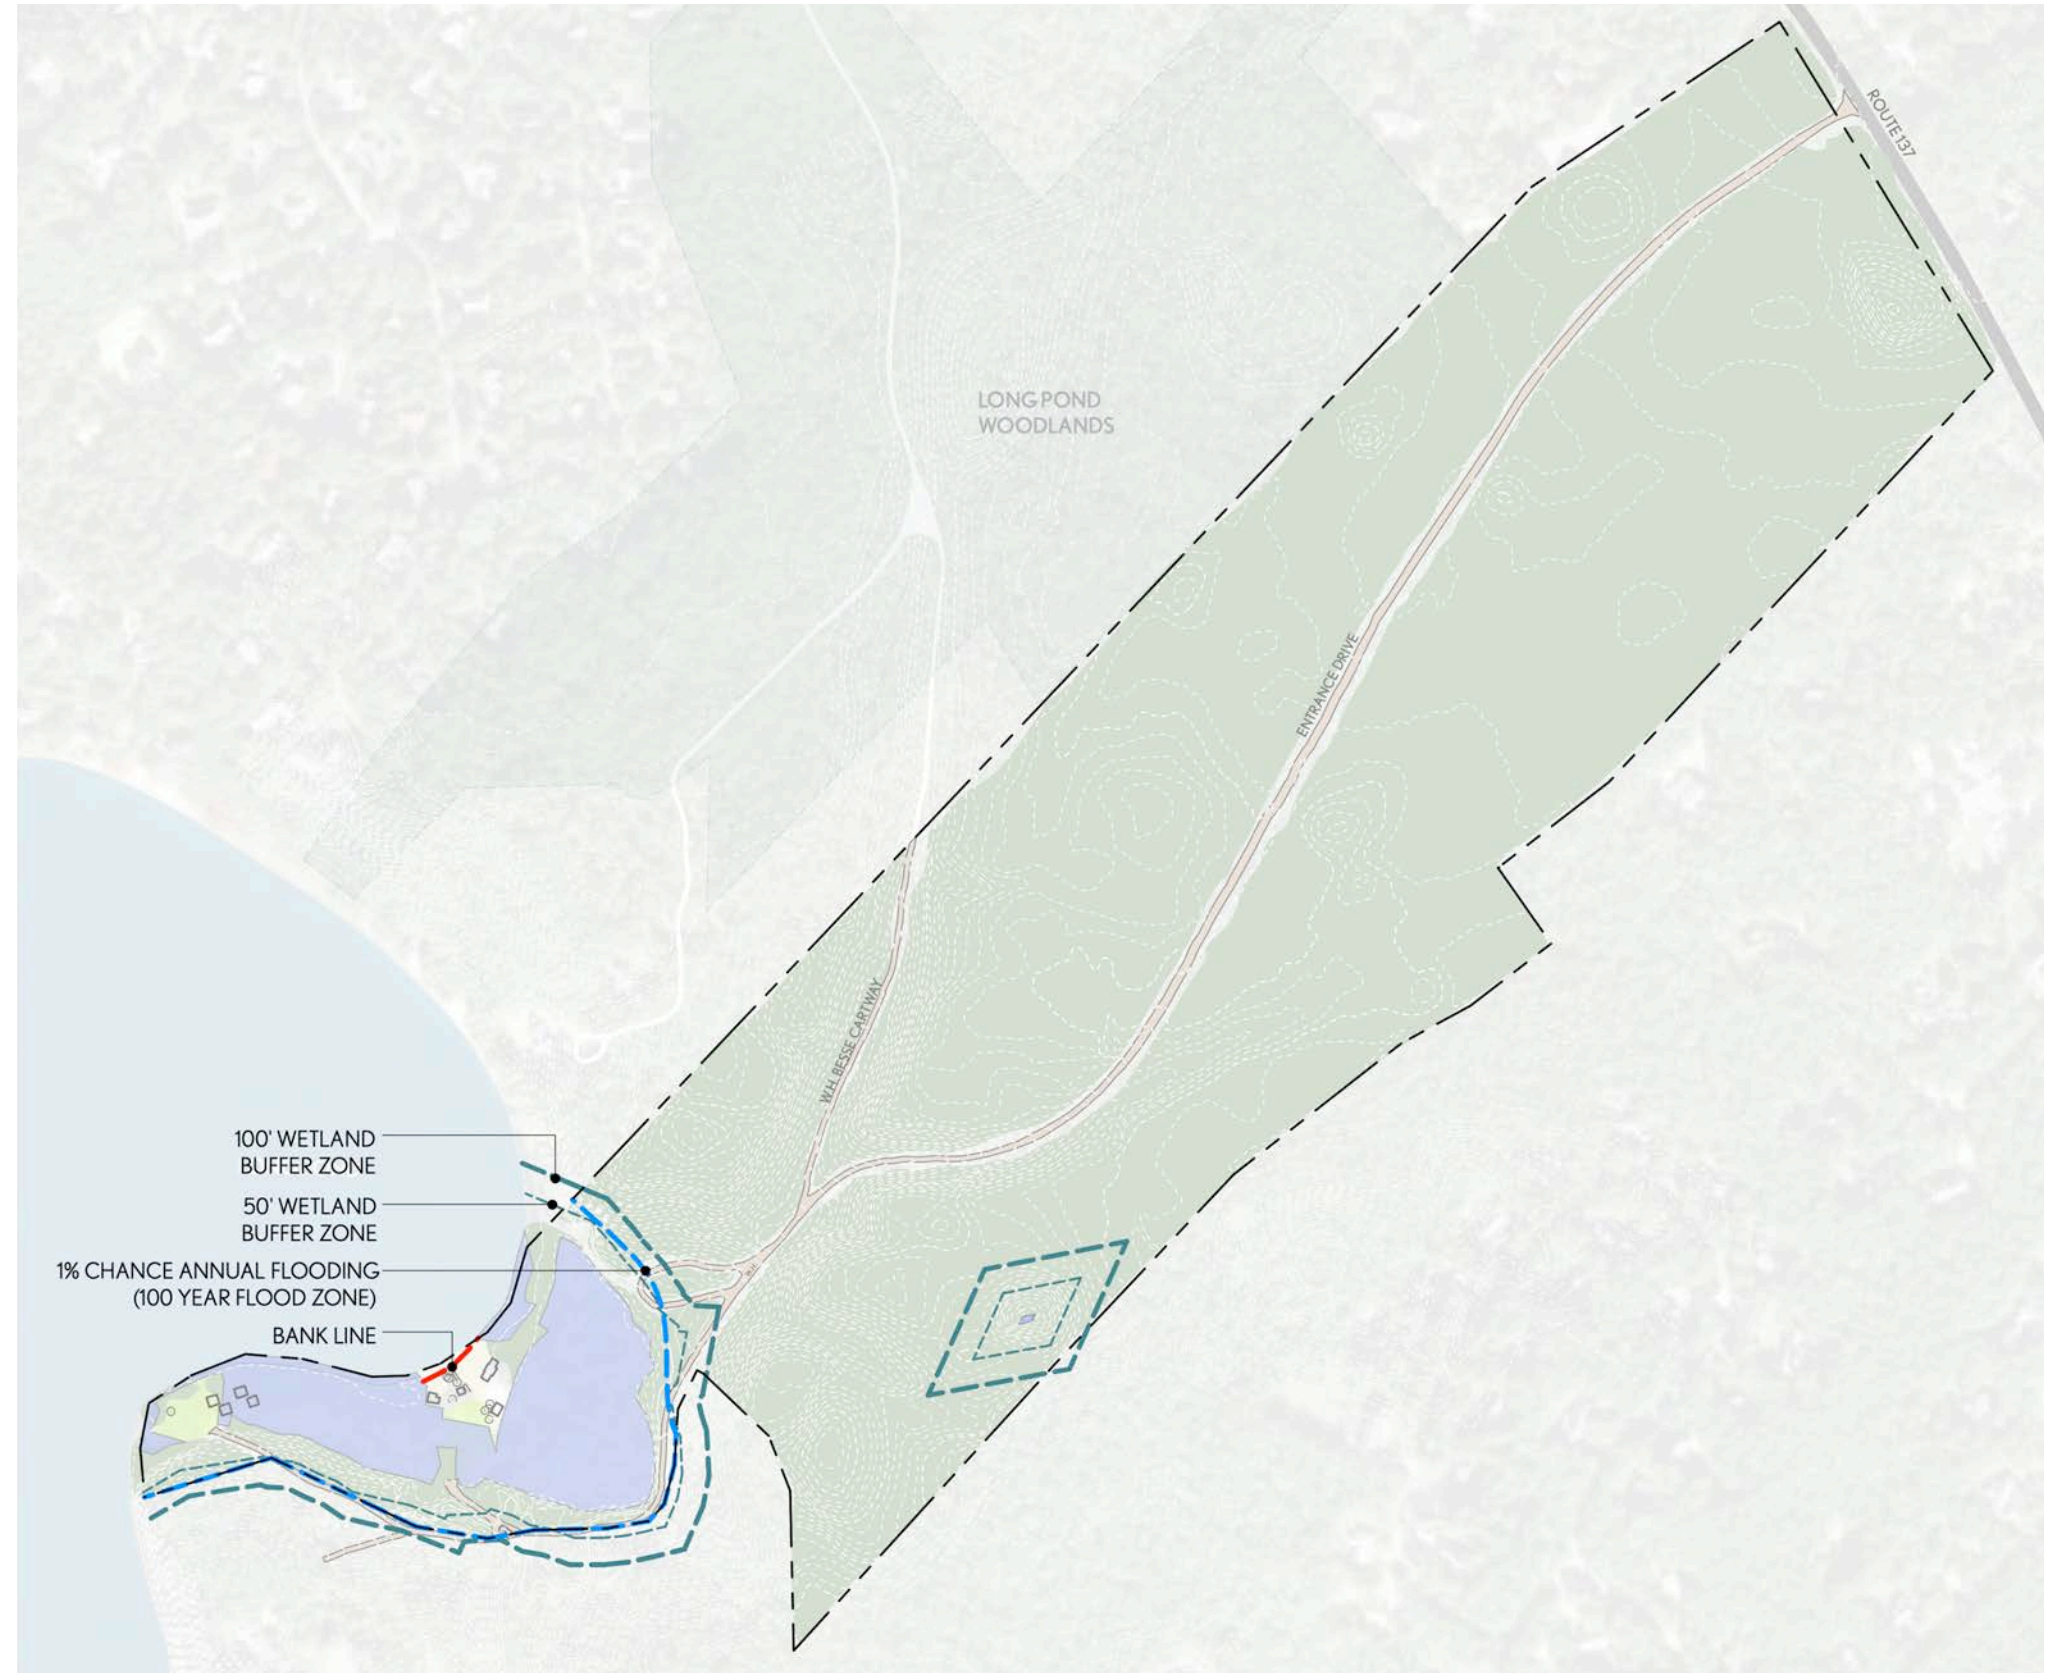 ROUTE 137
LONG POND
WOODLANDS
ENTRANCE DRIVE
W.H. BESSE CARTWAY
100' WETLAND
BUFFER ZONE
50' WETLAND
BUFFER ZONE
1% CHANCE ANNUAL FLOODING
(100 YEAR FLOOD ZONE)
BANK LINE